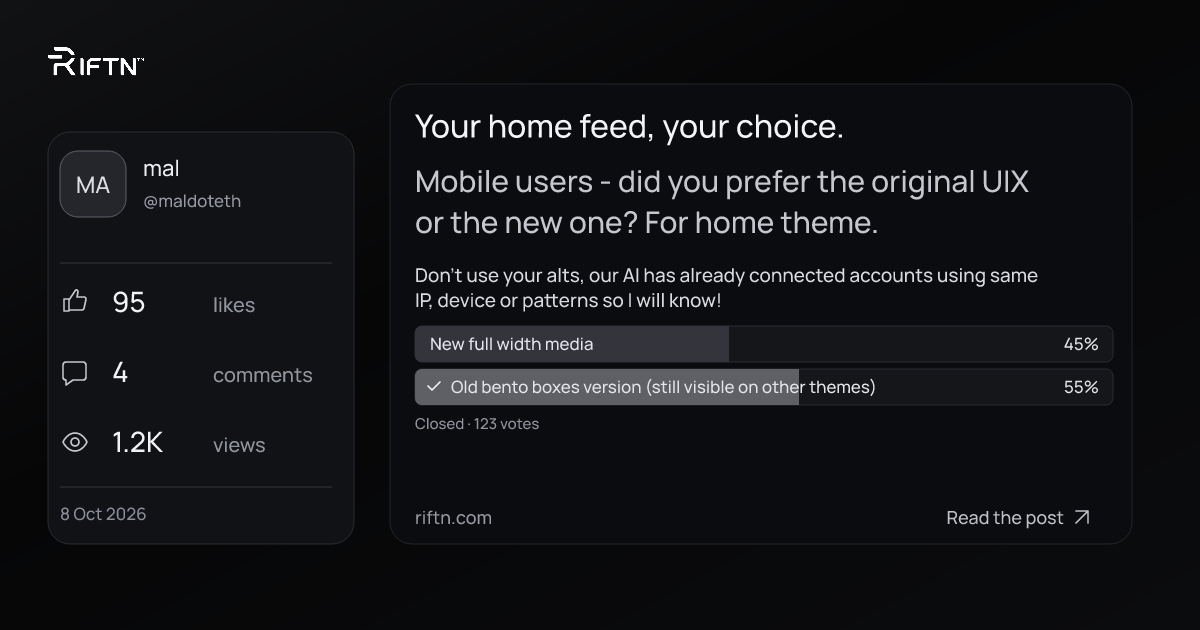 RIFTN™
MA
mal
@maldoteth
95 likes
4 comments
1.2K views
8 Oct 2026
Your home feed, your choice.
Mobile users - did you prefer the original UIX
or the new one? For home theme.
Don't use your alts, our AI has already connected accounts using same
IP, device or patterns so I will know!
New full width media 45%
Old bento boxes version (still visible on other themes) 55%
Closed · 123 votes
riftn.com
Read the post